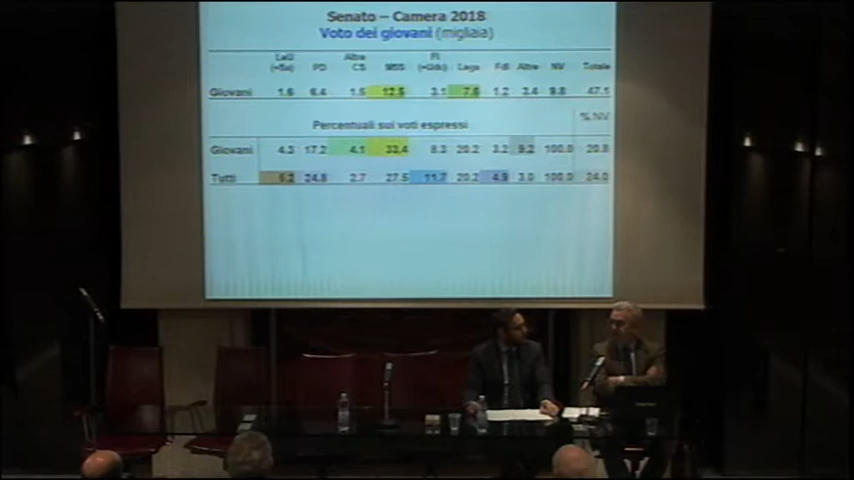 Senato – Camera 2018
Voto dei giovani (migliaia)
LeU (+Si) PD Altre CS M5S FI (+Udc) Lega FdI Altre NV Totale
Giovani 1.6 6.4 1.5 12.5 3.1 7.6 1.2 3.4 9.8 47.1
Percentuali sui voti espressi
% NV
Giovani 4.3 17.2 4.1 33.4 8.3 20.2 3.2 9.2 100.0 20.8
Tutti 5.2 24.8 2.7 27.5 11.7 20.2 4.9 3.0 100.0 24.0